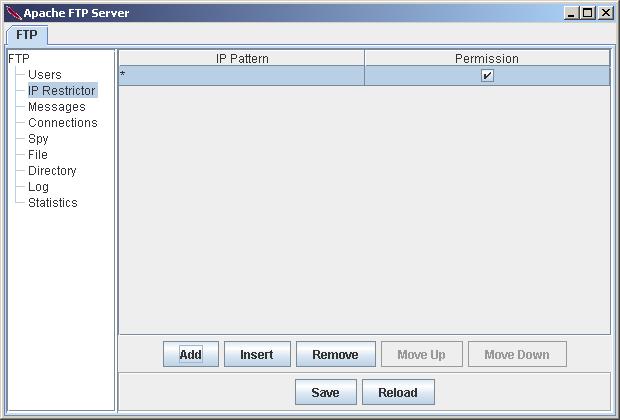 Apache FTP Server
FTP
FTP
Users
IP Restrictor
Messages
Connections
Spy
File
Directory
Log
Statistics
IP Pattern Permission
*
Add Insert Remove Move Up Move Down
Save Reload